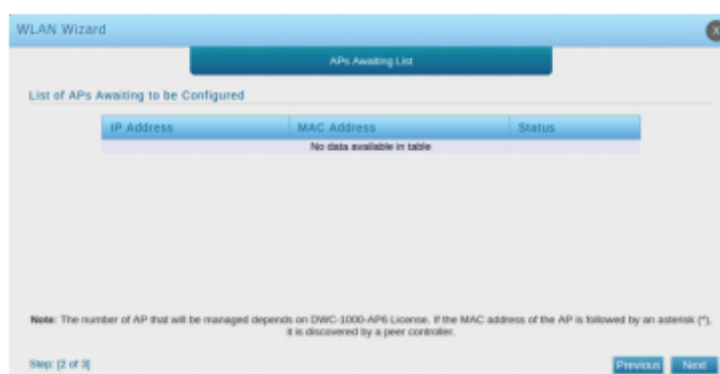 WLAN Wizard
X
APs Awaiting List
List of APs Awaiting to be Configured
IP Address MAC Address Status
No data available in table
Note: The number of AP that will be managed depends on DWC-1000-AP6 License. If the MAC address of the AP is followed by an asterisk (*),
it is discovered by a peer controller.
Step: [2 of 3]
Previous Next